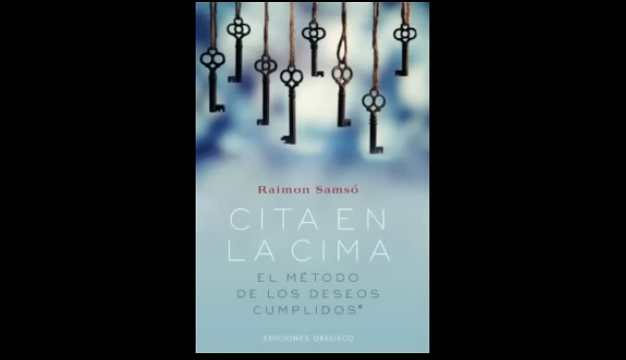 Raimon Samsó
CITA EN
LA CIMA
EL MÉTODO
DE LOS DESEOS
CUMPLIDOS®
EDICIONES OBELISCO